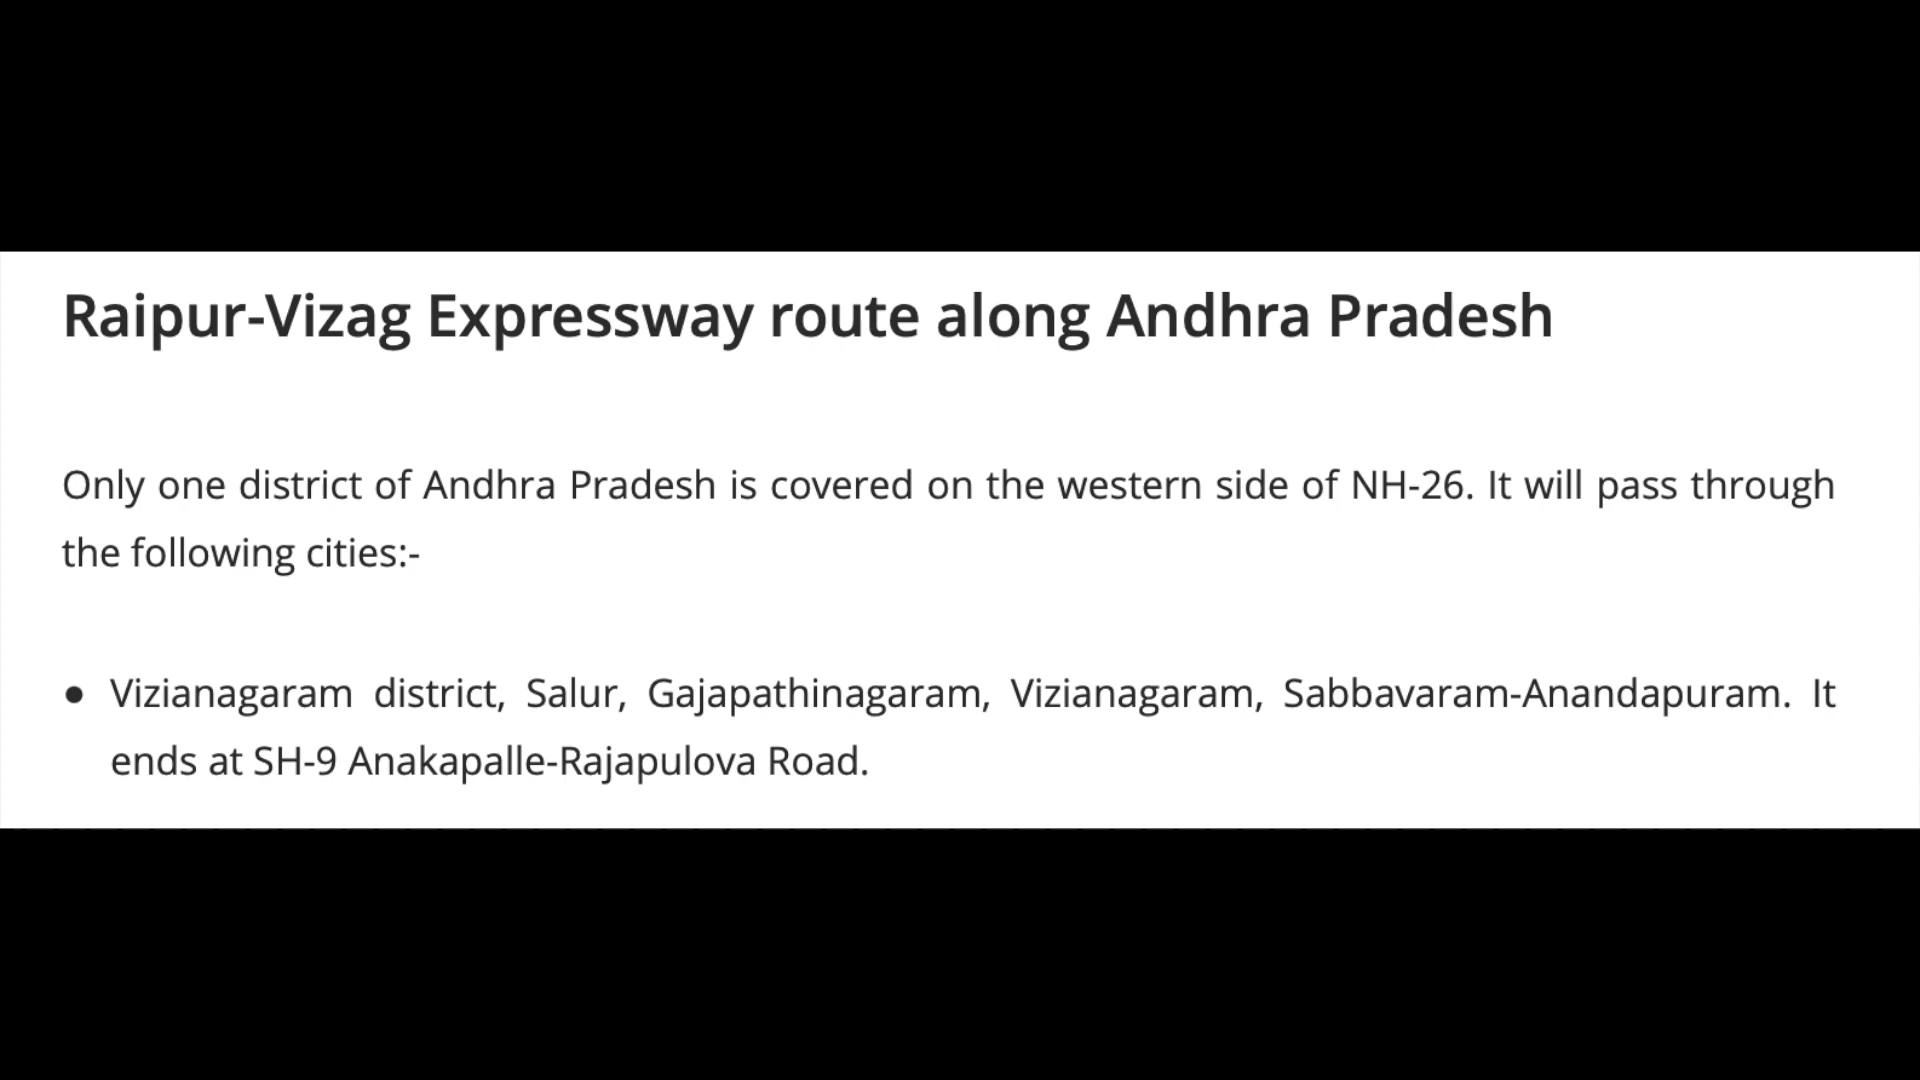 Raipur-Vizag Expressway route along Andhra Pradesh
Only one district of Andhra Pradesh is covered on the western side of NH-26. It will pass through
the following cities:-
● Vizianagaram district, Salur, Gajapathinagaram, Vizianagaram, Sabbavaram-Anandapuram. It
ends at SH-9 Anakapalle-Rajapulova Road.